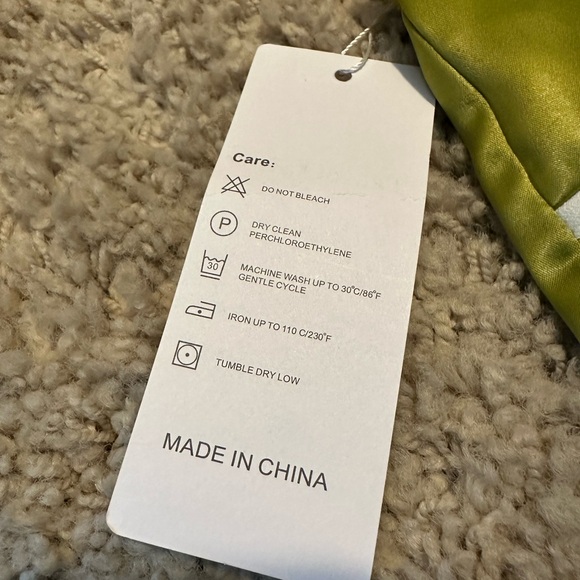 Care:
DO NOT BLEACH
P
DRY CLEAN
PERCHLOROETHYLENE
30
MACHINE WASH UP TO 30°C/86°F
GENTLE CYCLE
IRON UP TO 110 C/230°F
TUMBLE DRY LOW
MADE IN CHINA